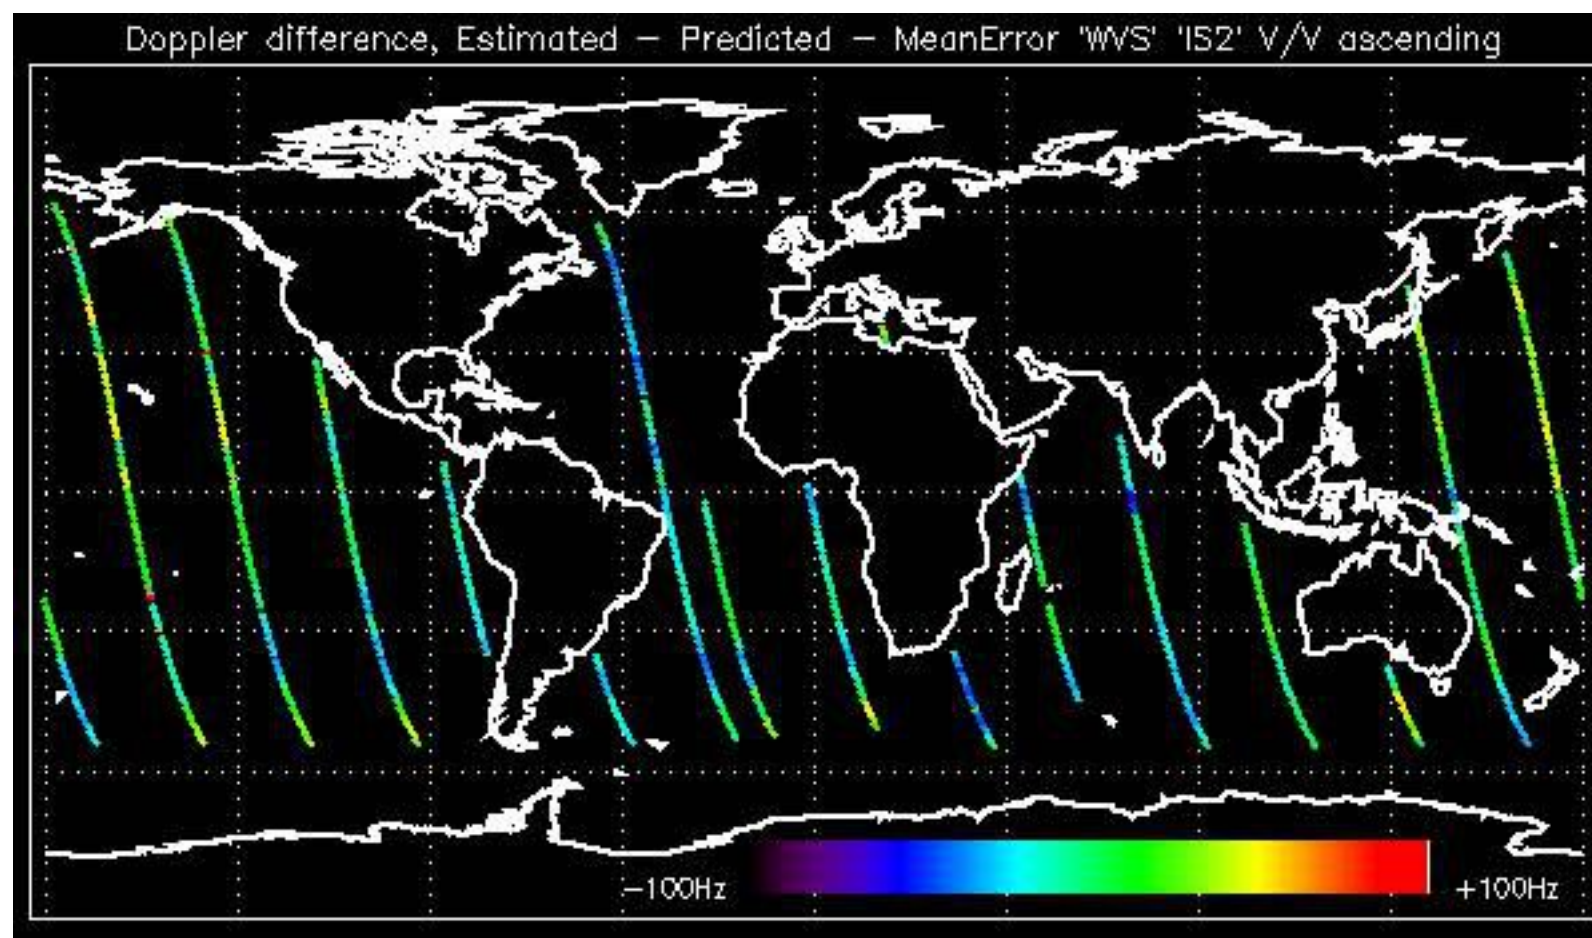 Doppler difference, Estimated – Predicted – MeanError 'WVS' 'IS2' V/V ascending
–100Hz +100Hz